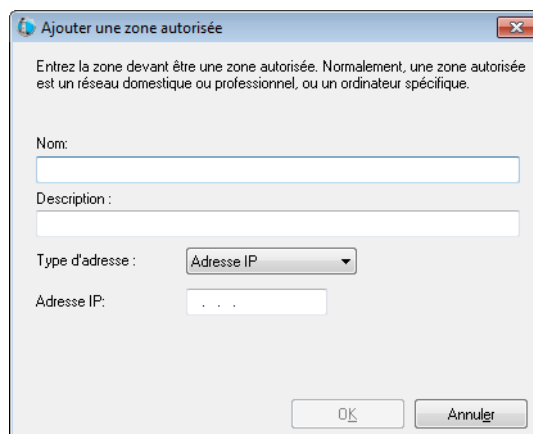 Ajouter une zone autorisée
Entrez la zone devant être une zone autorisée. Normalement, une zone autorisée
est un réseau domestique ou professionnel, ou un ordinateur spécifique.
Nom:
Description :
Type d'adresse : Adresse IP
Adresse IP: . . .
OK Annuler